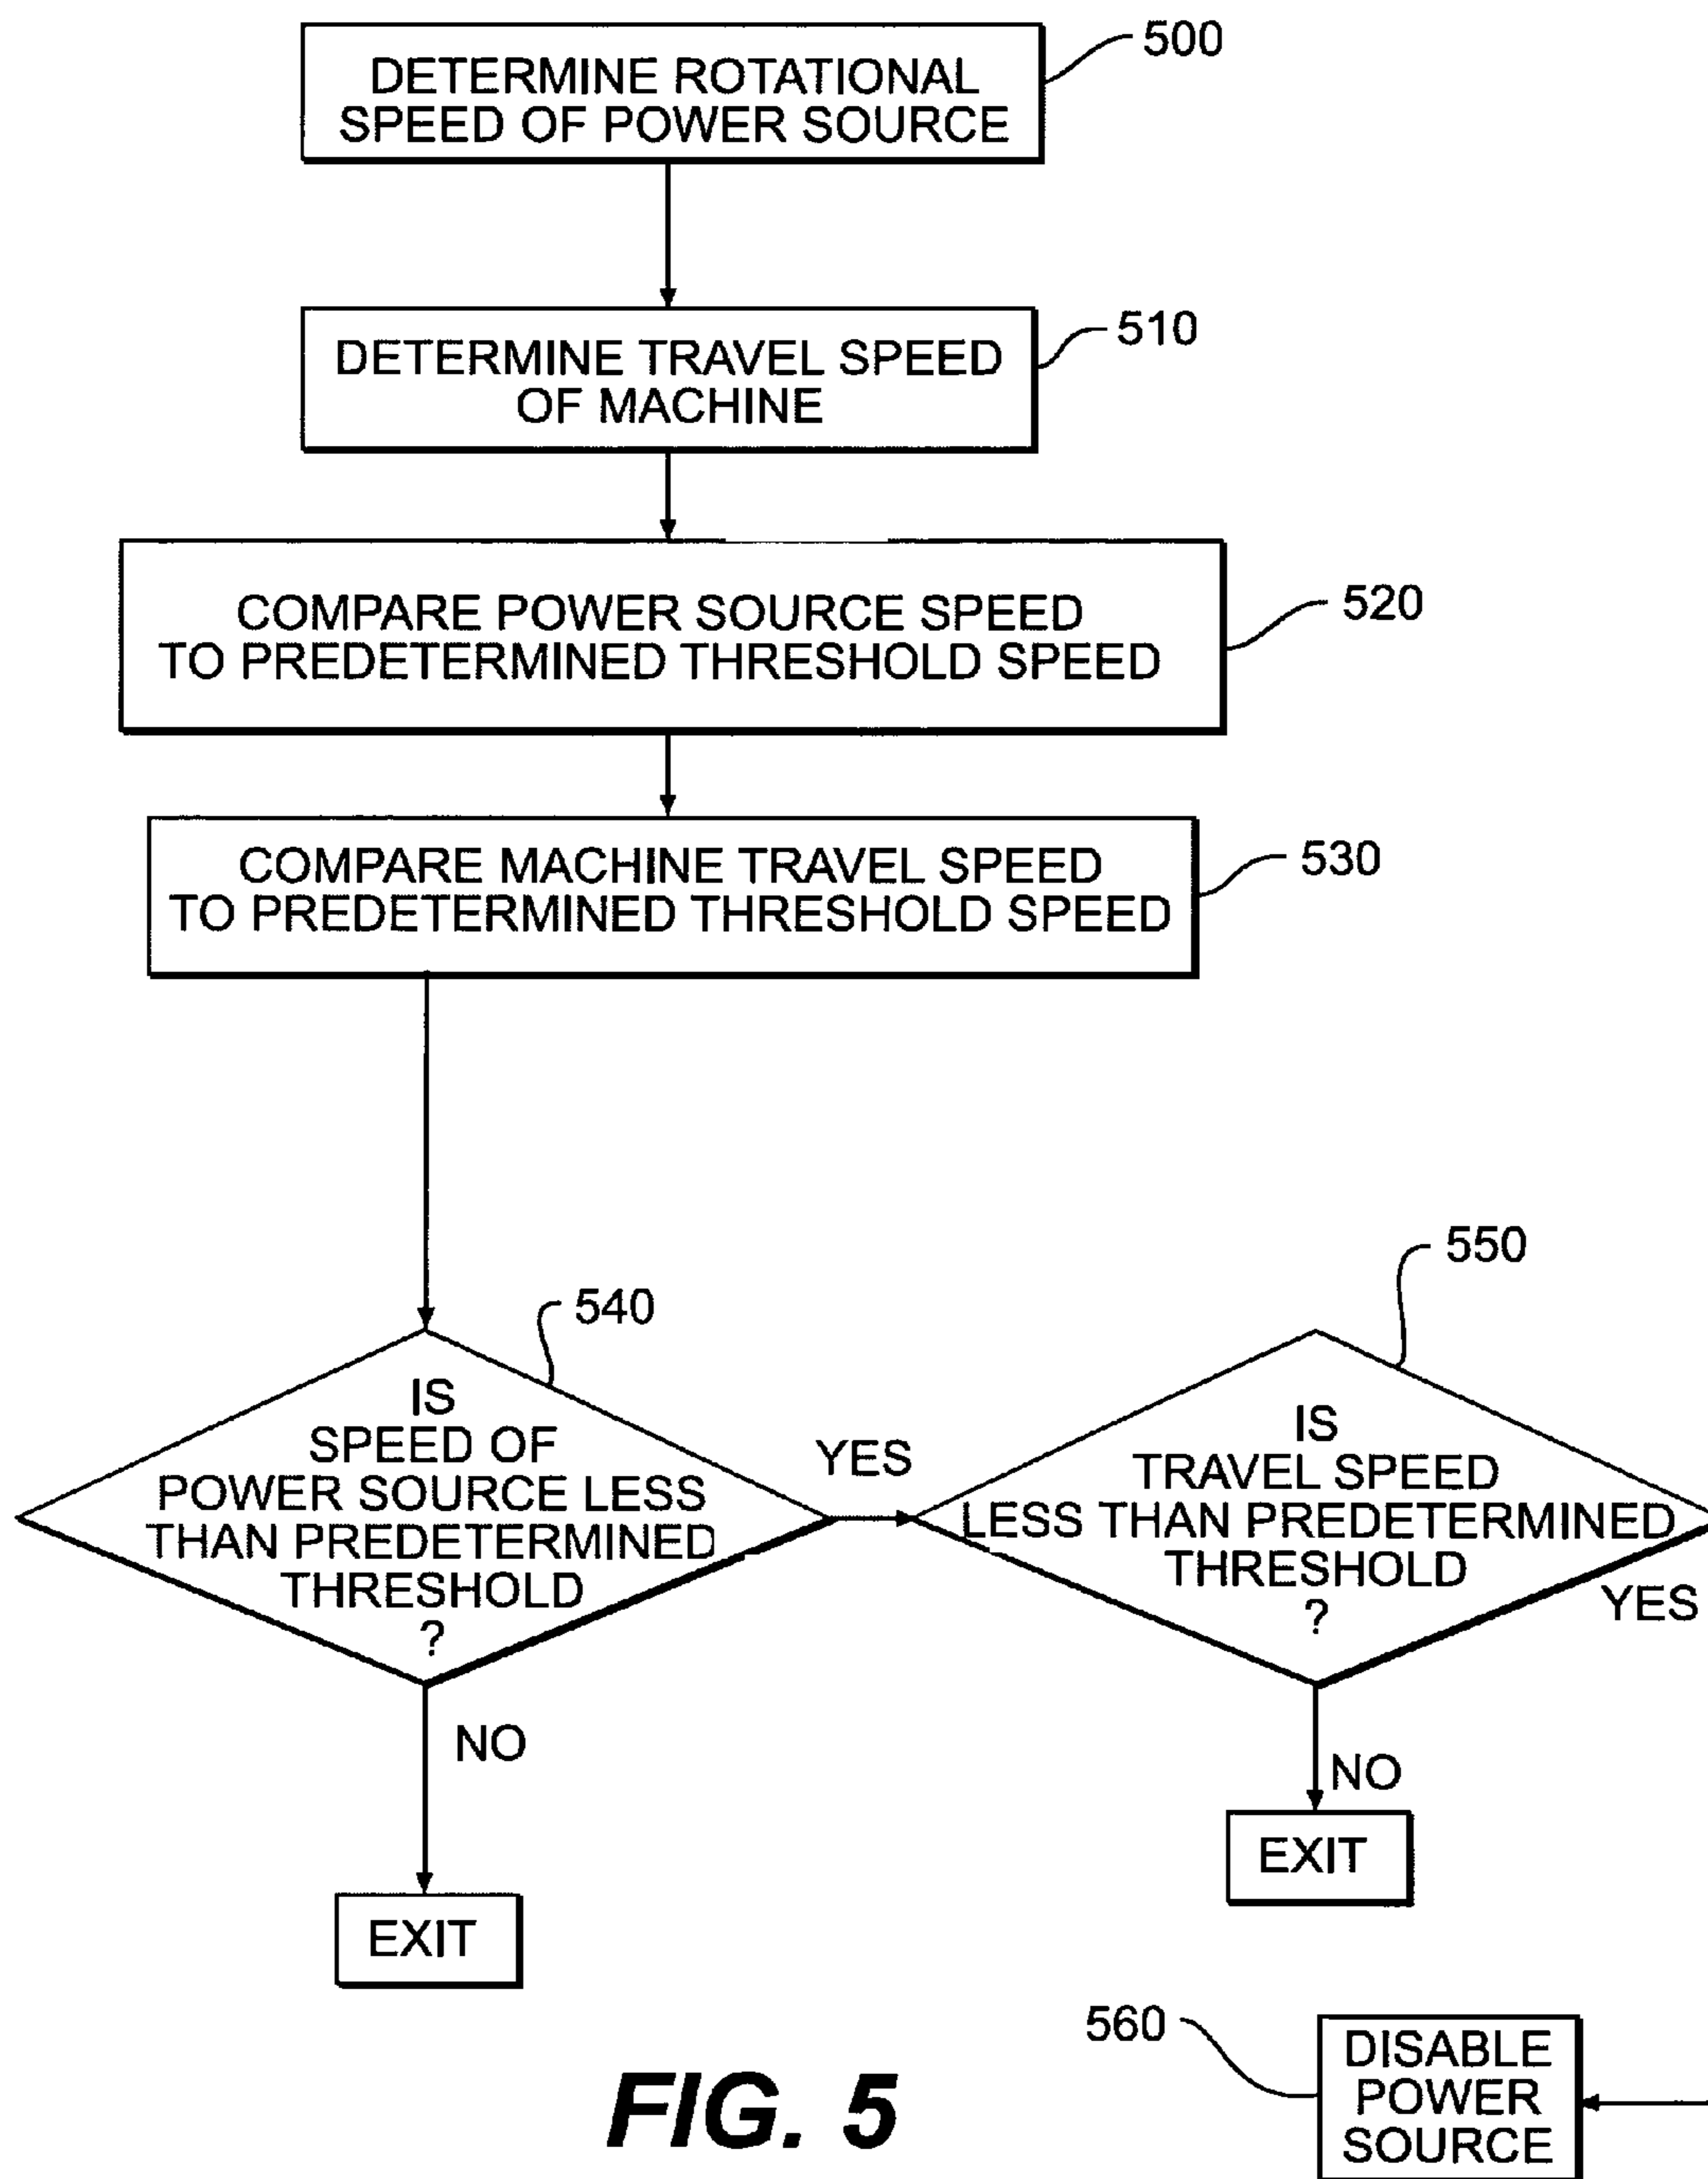 500
DETERMINE ROTATIONAL
SPEED OF POWER SOURCE
510
DETERMINE TRAVEL SPEED
OF MACHINE
520
COMPARE POWER SOURCE SPEED
TO PREDETERMINED THRESHOLD SPEED
530
COMPARE MACHINE TRAVEL SPEED
TO PREDETERMINED THRESHOLD SPEED
540
IS
SPEED OF
POWER SOURCE LESS
THAN PREDETERMINED
THRESHOLD
?
YES
NO
EXIT
550
IS
TRAVEL SPEED
LESS THAN PREDETERMINED
THRESHOLD
?
YES
NO
EXIT
560
DISABLE
POWER
SOURCE
FIG. 5